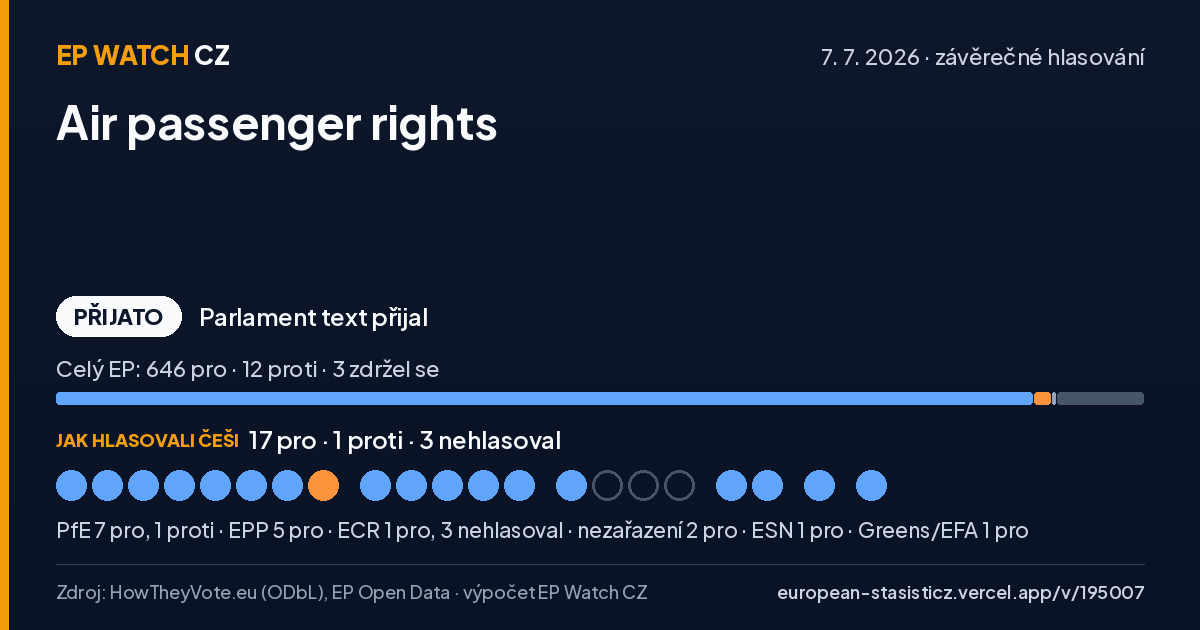 EP WATCH CZ
7. 7. 2026 · závěrečné hlasování
Air passenger rights
PŘIJATO Parlament text přijal
Celý EP: 646 pro · 12 proti · 3 zdržel se
JAK HLASOVALI ČEŠI 17 pro · 1 proti · 3 nehlasoval
PfE 7 pro, 1 proti · EPP 5 pro · ECR 1 pro, 3 nehlasoval · nezařazení 2 pro · ESN 1 pro · Greens/EFA 1 pro
Zdroj: HowTheyVote.eu (ODbL), EP Open Data · výpočet EP Watch CZ
european-stasisticz.vercel.app/v/195007